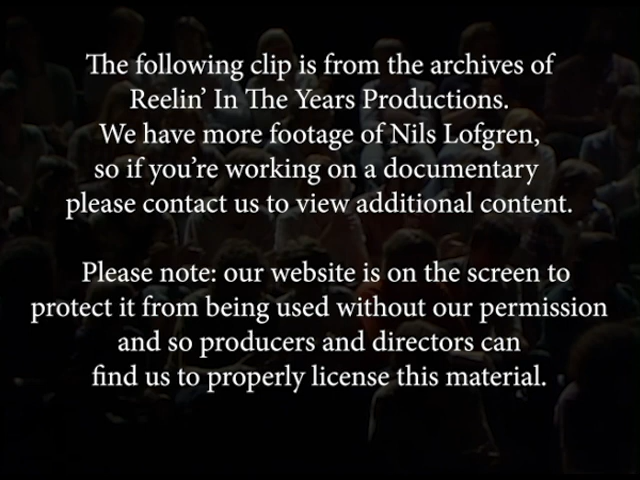 The following clip is from the archives of
Reelin’ In The Years Productions.
We have more footage of Nils Lofgren,
so if you’re working on a documentary
please contact us to view additional content.
Please note: our website is on the screen to
protect it from being used without our permission
and so producers and directors can
find us to properly license this material.